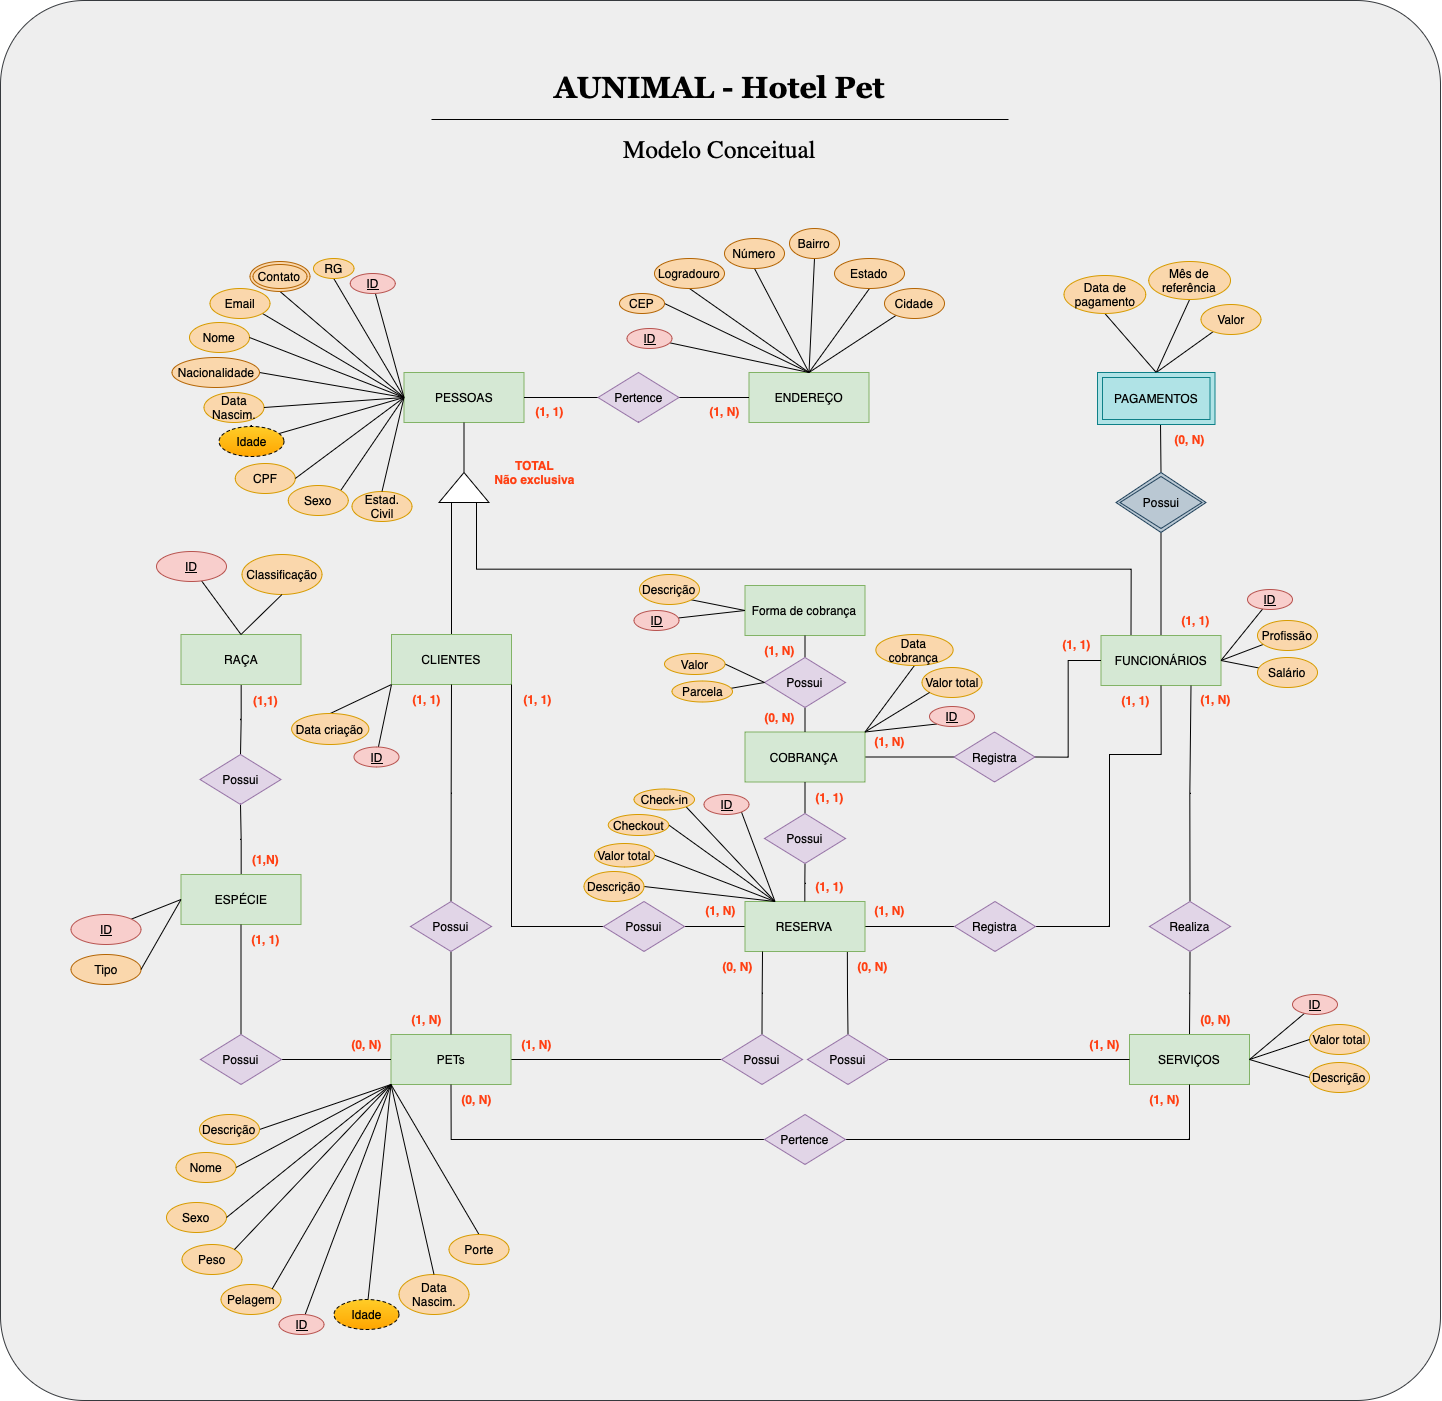 AUNIMAL - Hotel Pet
Modelo Conceitual
Contato
RG
ID
Email
Nome
Nacionalidade
Data
Nascim.
Idade
CPF
Sexo
Estad.
Civil
PESSOAS
(1, 1)
Pertence
(1, N)
ENDEREÇO
ID
CEP
Logradouro
Número
Bairro
Estado
Cidade
Data de
pagamento
Mês de
referência
Valor
PAGAMENTOS
(0, N)
Possui
TOTAL
Não exclusiva
ID
Classificação
RAÇA
(1,1)
Possui
(1,N)
ESPÉCIE
ID
Tipo
(1, 1)
Possui
(0, N)
CLIENTES
(1, 1)
(1, 1)
Data criação
ID
Possui
(1, N)
Descrição
ID
Forma de cobrança
(1, N)
Valor
Parcela
Possui
(0, N)
Data
cobrança
Valor total
ID
COBRANÇA
(1, N)
Registra
(1, 1)
(1, 1)
FUNCIONÁRIOS
ID
Profissão
Salário
(1, 1)
(1, N)
(1, 1)
Possui
(1, 1)
Check-in
ID
Checkout
Valor total
Descrição
Possui
(1, N)
RESERVA
(1, N)
Registra
Realiza
(0, N)
(0, N)
(0, N)
PETs
(1, N)
Possui
Possui
(1, N)
SERVIÇOS
ID
Valor total
Descrição
(0, N)
(1, N)
Pertence
Descrição
Nome
Sexo
Peso
Pelagem
ID
Idade
Data
Nascim.
Porte